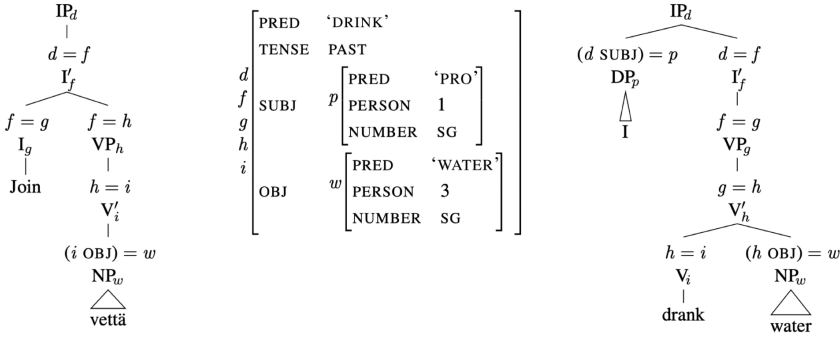 IP_d
d = f
I′_f
f = g f = h
I_g VP_h
Join h = i
V′_i
(i OBJ) = w
NP_w
vettä
d
f
g
h
i
PRED ‘DRINK’
TENSE PAST
SUBJ p
PRED ‘PRO’
PERSON 1
NUMBER SG
OBJ w
PRED ‘WATER’
PERSON 3
NUMBER SG
IP_d
(d SUBJ) = p d = f
DP_p I′_f
I f = g
VP_g
g = h
V′_h
h = i (h OBJ) = w
V_i NP_w
drank water